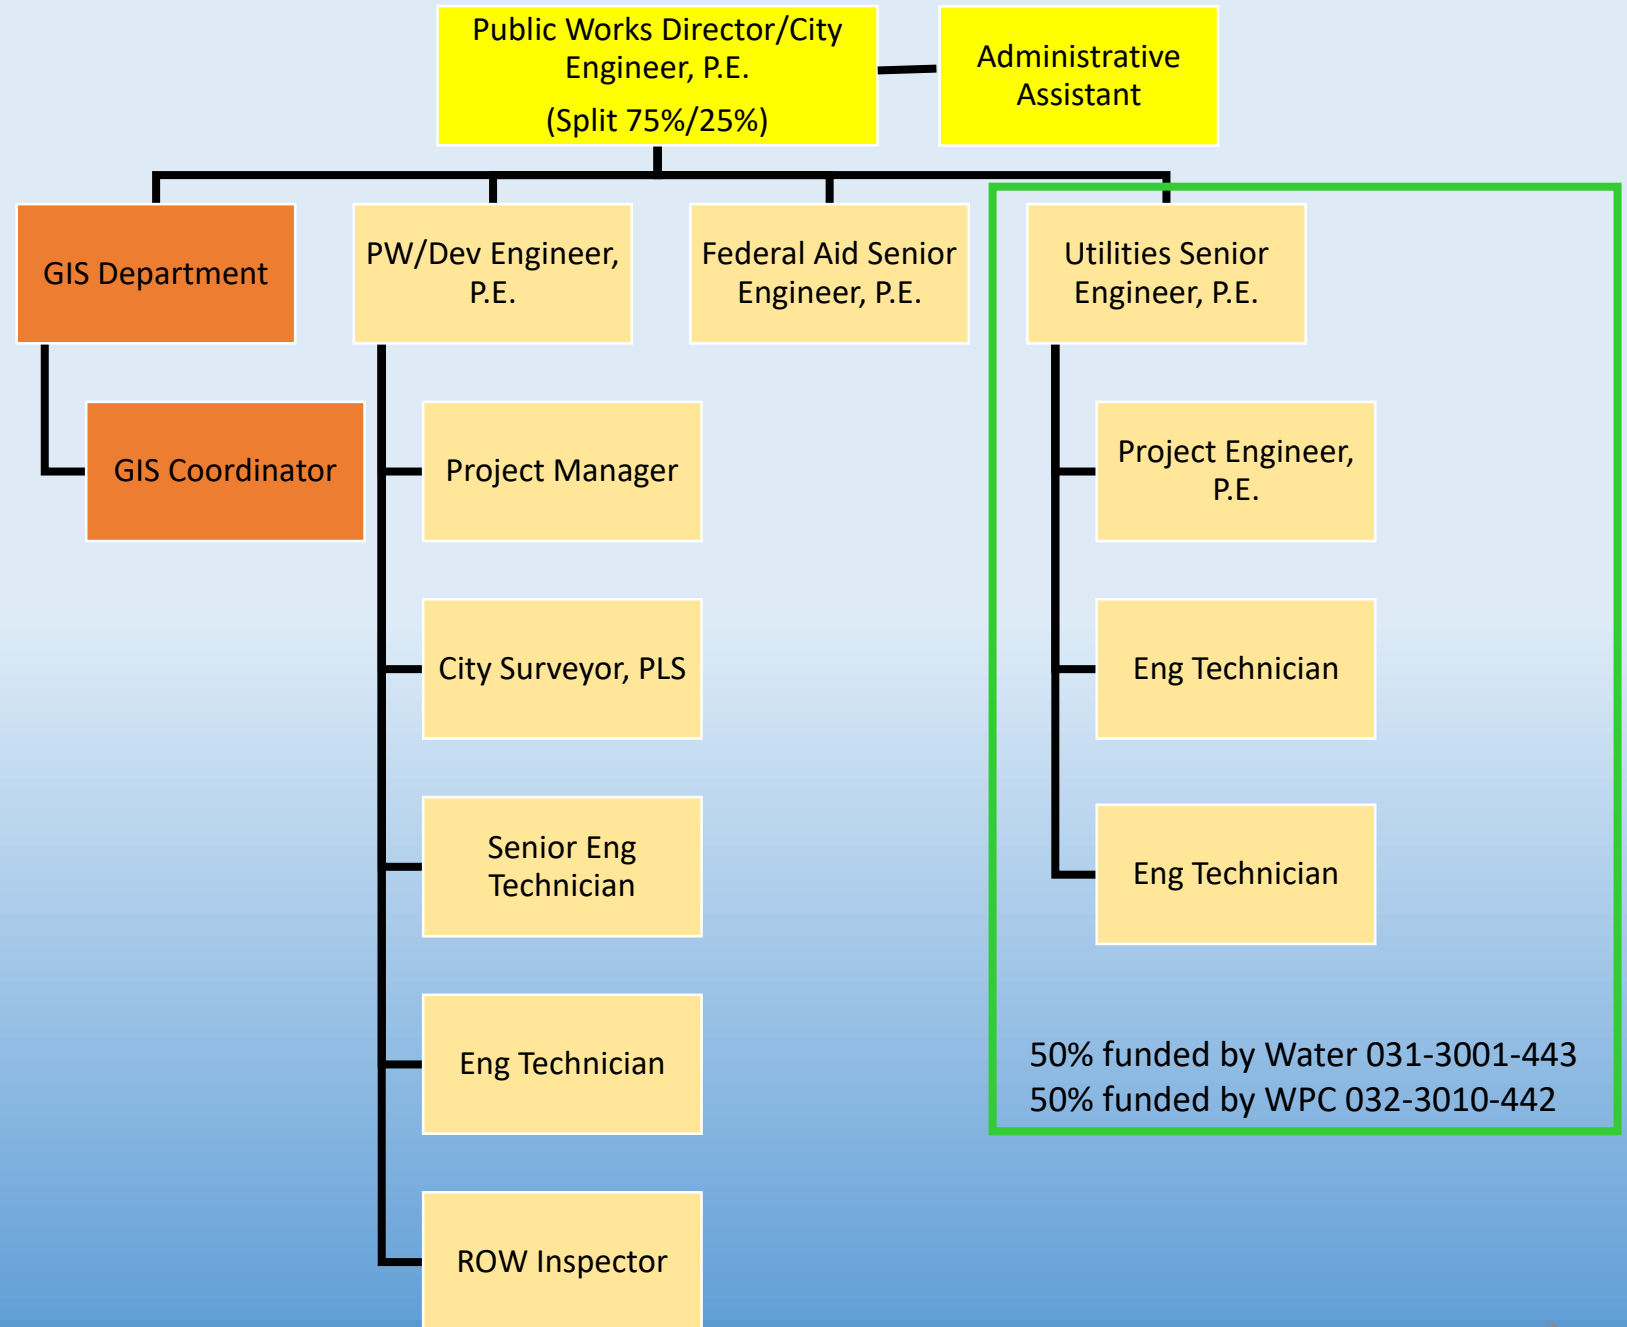 Public Works Director/City
Engineer, P.E.
(Split 75%/25%)
Administrative
Assistant
GIS Department
PW/Dev Engineer,
P.E.
Federal Aid Senior
Engineer, P.E.
Utilities Senior
Engineer, P.E.
GIS Coordinator
Project Manager
Project Engineer,
P.E.
City Surveyor, PLS
Eng Technician
Senior Eng
Technician
Eng Technician
Eng Technician
50% funded by Water 031-3001-443
50% funded by WPC 032-3010-442
ROW Inspector